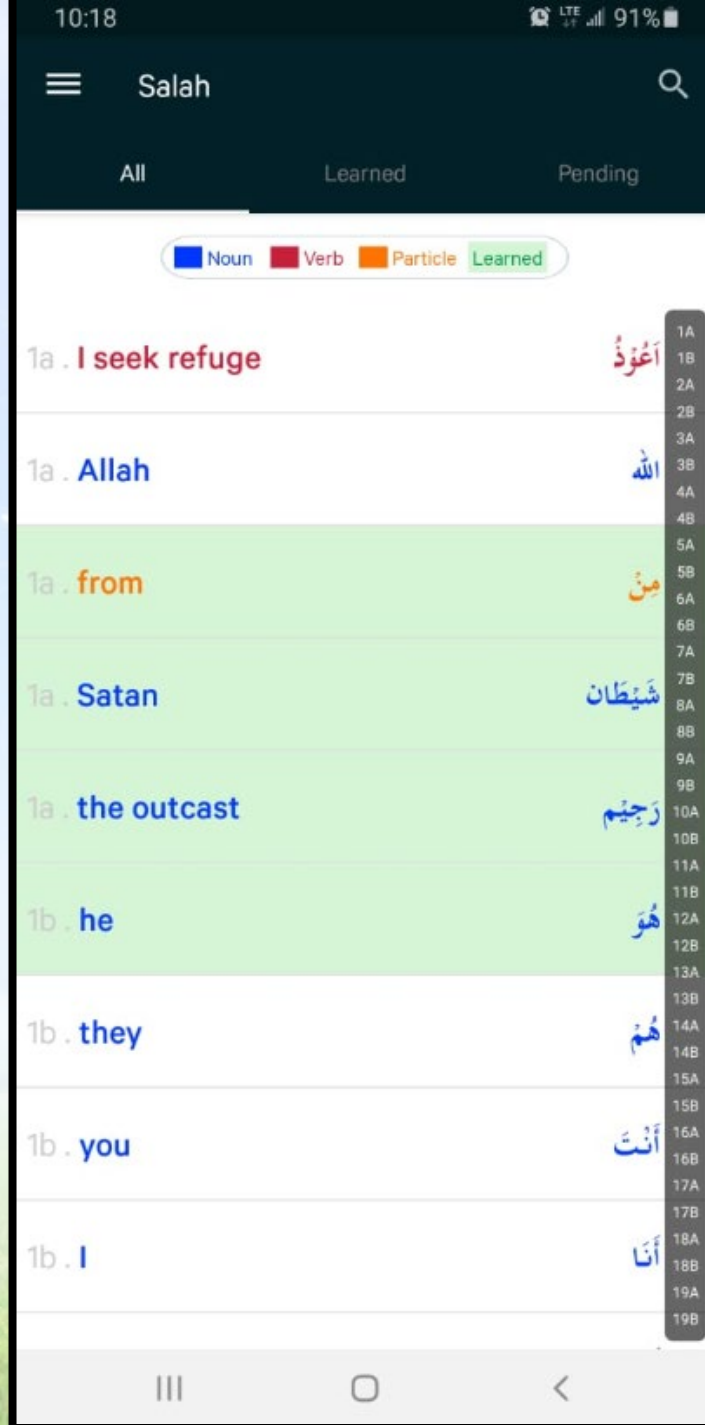 10:18 LTE 91%
Salah
All Learned Pending
Noun Verb Particle Learned
1a . I seek refuge اَعُوْذُ
1a . Allah الله
1a . from مِنْ
1a . Satan شَيْطَان
1a . the outcast رَجِيْم
1b . he هُوَ
1b . they هُمْ
1b . you أَنْتَ
1b . I أَنَا
1A
1B
2A
2B
3A
3B
4A
4B
5A
5B
6A
6B
7A
7B
8A
8B
9A
9B
10A
10B
11A
11B
12A
12B
13A
13B
14A
14B
15A
15B
16A
16B
17A
17B
18A
18B
19A
19B